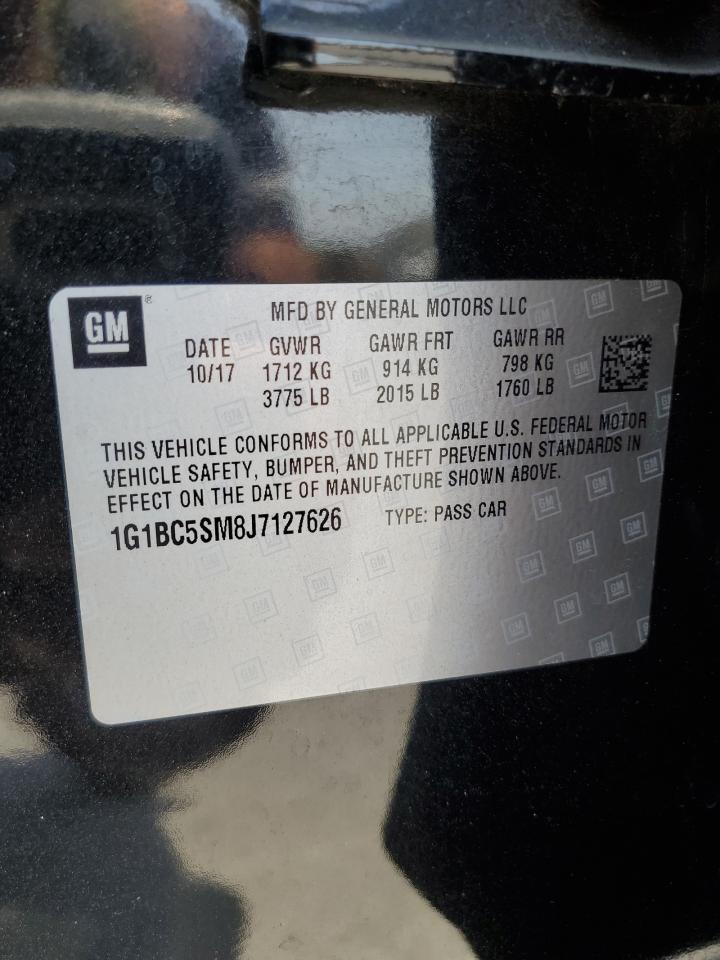 GM ®
MFD BY GENERAL MOTORS LLC
DATE GVWR GAWR FRT GAWR RR
10/17 1712 KG 914 KG 798 KG
3775 LB 2015 LB 1760 LB
THIS VEHICLE CONFORMS TO ALL APPLICABLE U.S. FEDERAL MOTOR
VEHICLE SAFETY, BUMPER, AND THEFT PREVENTION STANDARDS IN
EFFECT ON THE DATE OF MANUFACTURE SHOWN ABOVE.
1G1BC5SM8J7127626 TYPE: PASS CAR